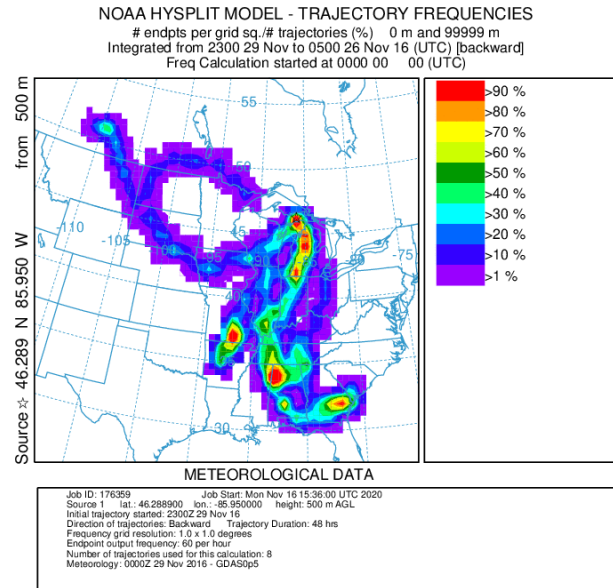 NOAA HYSPLIT MODEL - TRAJECTORY FREQUENCIES
# endpts per grid sq./# trajectories (%)    0 m and 99999 m
Integrated from 2300 29 Nov to 0500 26 Nov 16 (UTC) [backward]
Freq Calculation started at 0000 00    00 (UTC)
Source ☆ 46.289 N 85.950 W from 500 m
55
50
-110
-105
-100
-95
-90
45
-75
40
30
>90 %
>80 %
>70 %
>60 %
>50 %
>40 %
>30 %
>20 %
>10 %
>1 %
METEOROLOGICAL DATA
Job ID: 176359    Job Start: Mon Nov 16 15:36:00 UTC 2020
Source 1    lat.: 46.288900    lon.: -85.950000    height: 500 m AGL
Initial trajectory started: 2300Z 29 Nov 16
Direction of trajectories: Backward    Trajectory Duration: 48 hrs
Frequency grid resolution: 1.0 x 1.0 degrees
Endpoint output frequency: 60 per hour
Number of trajectories used for this calculation: 8
Meteorology: 0000Z 29 Nov 2016 - GDAS0p5